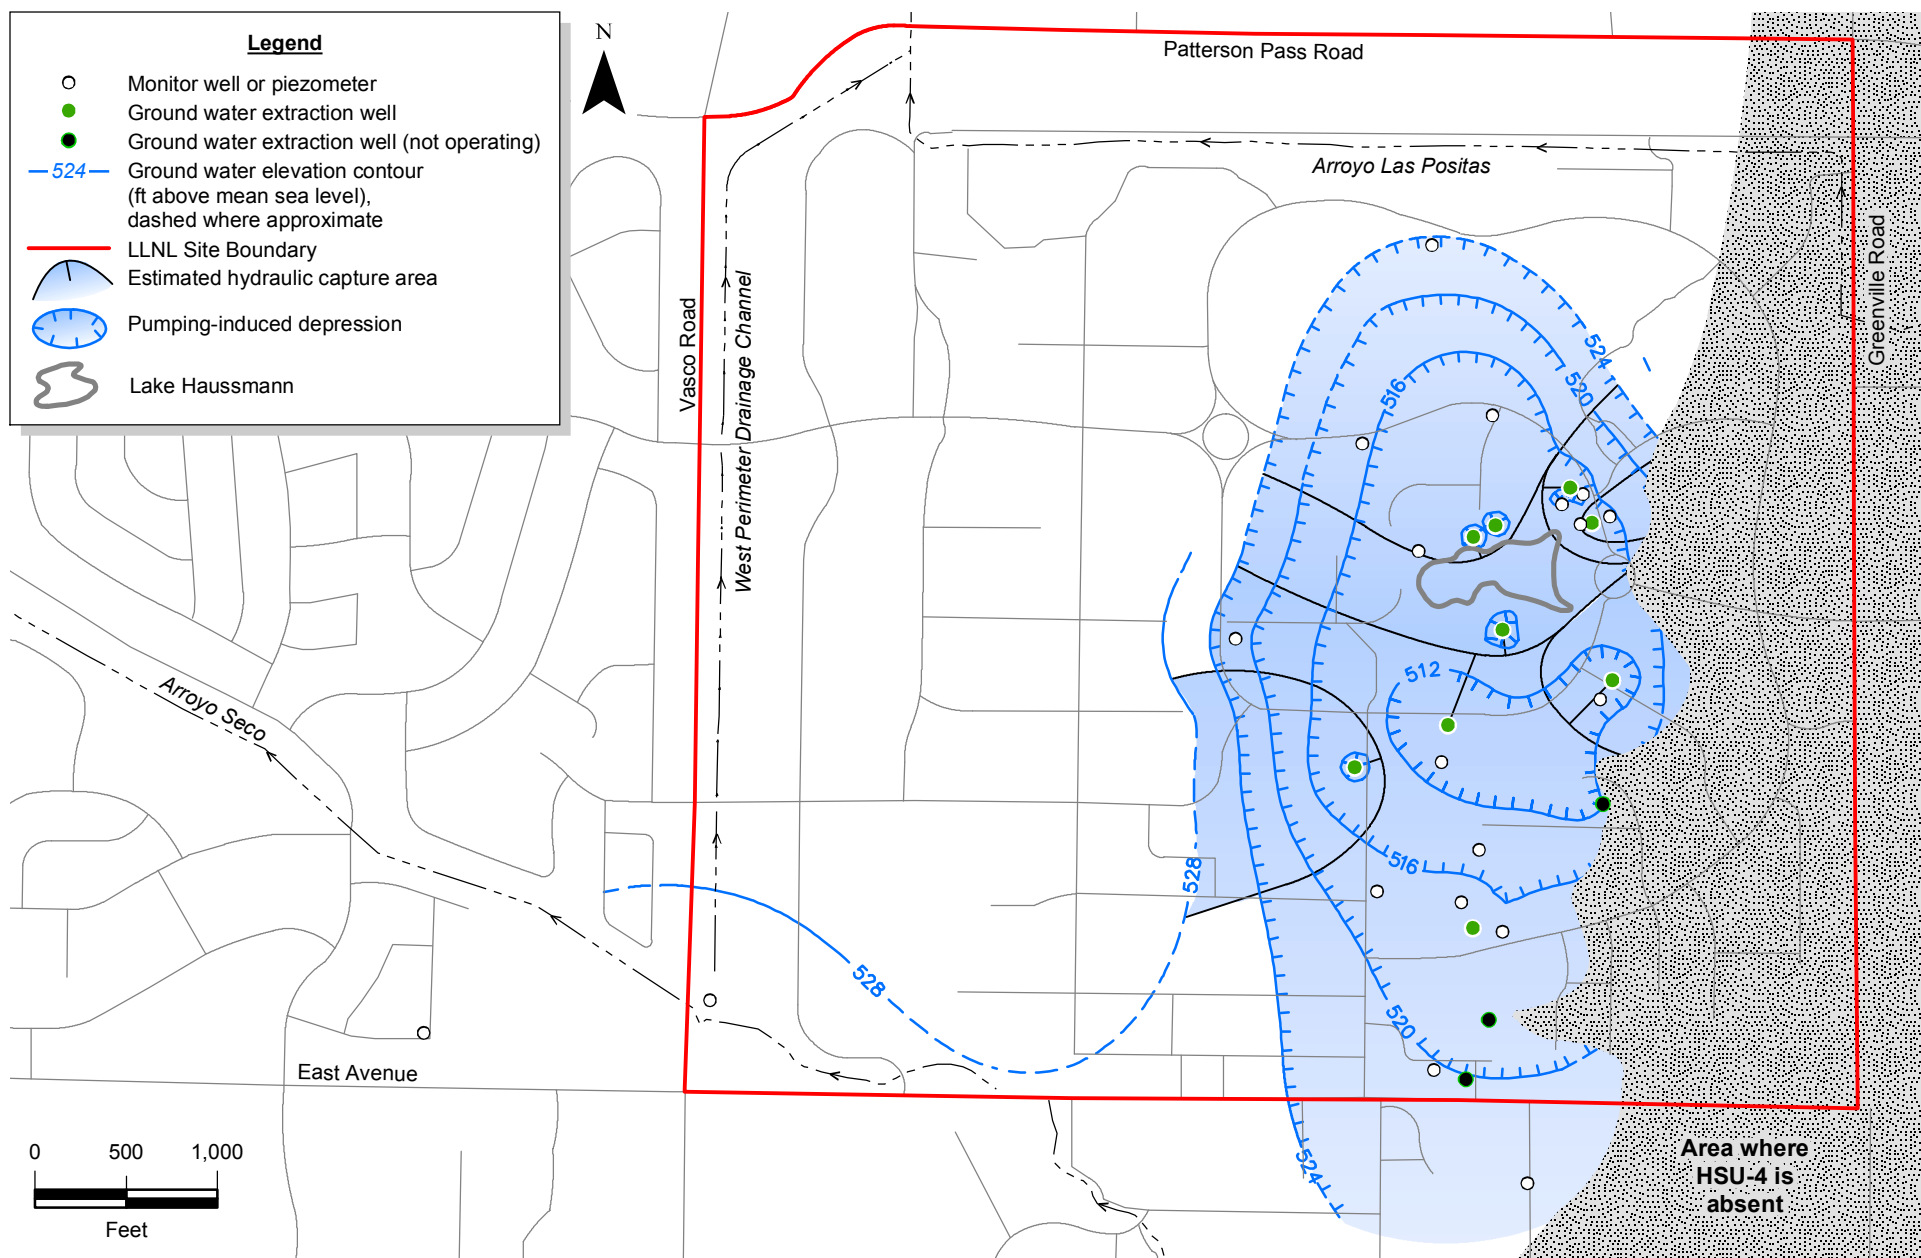 Legend
Monitor well or piezometer
Ground water extraction well
Ground water extraction well (not operating)
524
Ground water elevation contour
(ft above mean sea level),
dashed where approximate
LLNL Site Boundary
Estimated hydraulic capture area
Pumping-induced depression
Lake Haussmann
N
Patterson Pass Road
Arroyo Las Positas
Greenville Road
Vasco Road
West Perimeter Drainage Channel
524
520
516
512
516
528
528
520
524
Arroyo Seco
East Avenue
0 500 1,000
Feet
Area where
HSU-4 is
absent